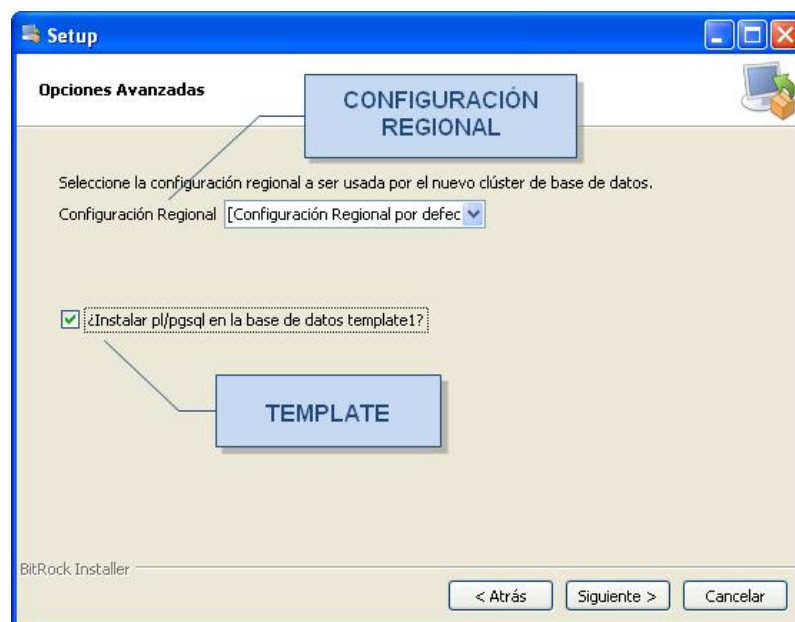 Setup
Opciones Avanzadas
CONFIGURACIÓN
REGIONAL
Seleccione la configuración regional a ser usada por el nuevo clúster de base de datos.
Configuración Regional [Configuración Regional por defec
¿Instalar pl/pgsql en la base de datos template1?
TEMPLATE
BitRock Installer
< Atrás Siguiente > Cancelar